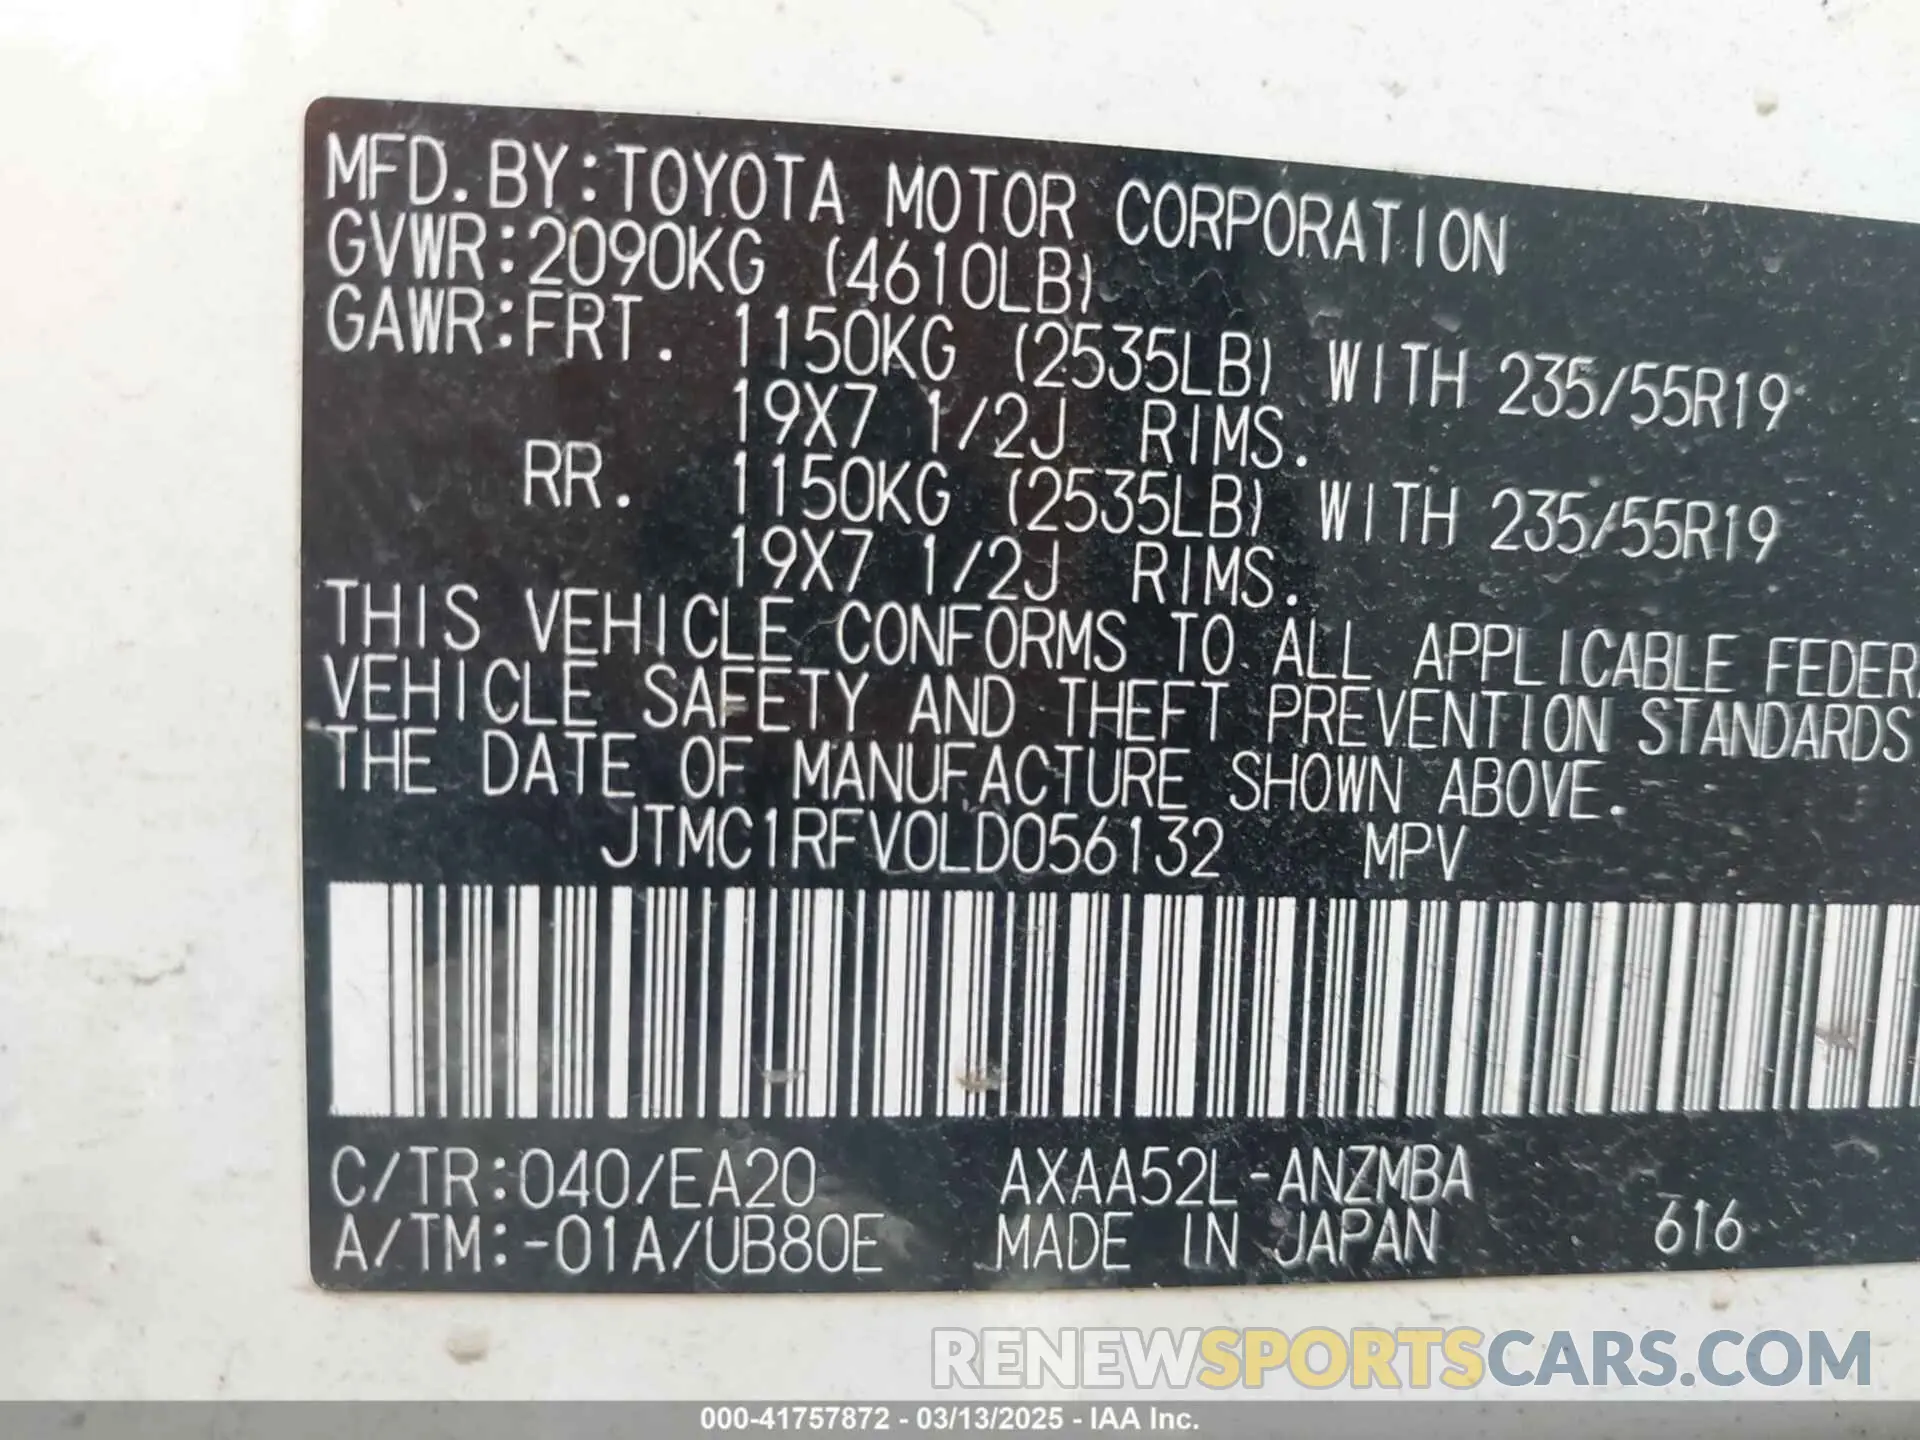 MFD.BY:TOYOTA MOTOR CORPORATION
GVWR:2090KG (4610LB)
GAWR:FRT. 1150KG (2535LB) WITH 235/55R19
19X7 1/2J RIMS.
RR. 1150KG (2535LB) WITH 235/55R19
19X7 1/2J RIMS.
THIS VEHICLE CONFORMS TO ALL APPLICABLE FEDERA
VEHICLE SAFETY AND THEFT PREVENTION STANDARDS
THE DATE OF MANUFACTURE SHOWN ABOVE.
JTMC1RFV0LD056132 MPV
C/TR:040/EA20 AXAA52L-ANZMBA
A/TM:-01A/UB80E MADE IN JAPAN 616
RENEWSPORTSCARS.COM
000-41757872 - 03/13/2025 - IAA Inc.